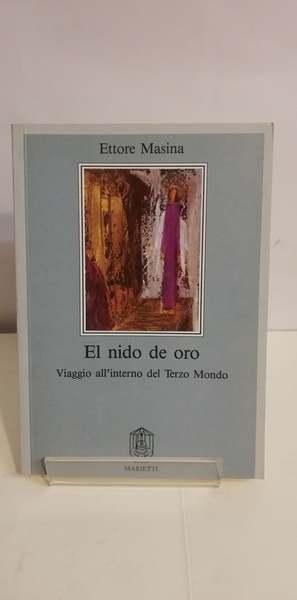 Ettore Masina
El nido de oro
Viaggio all'interno del Terzo Mondo
MARIETTI